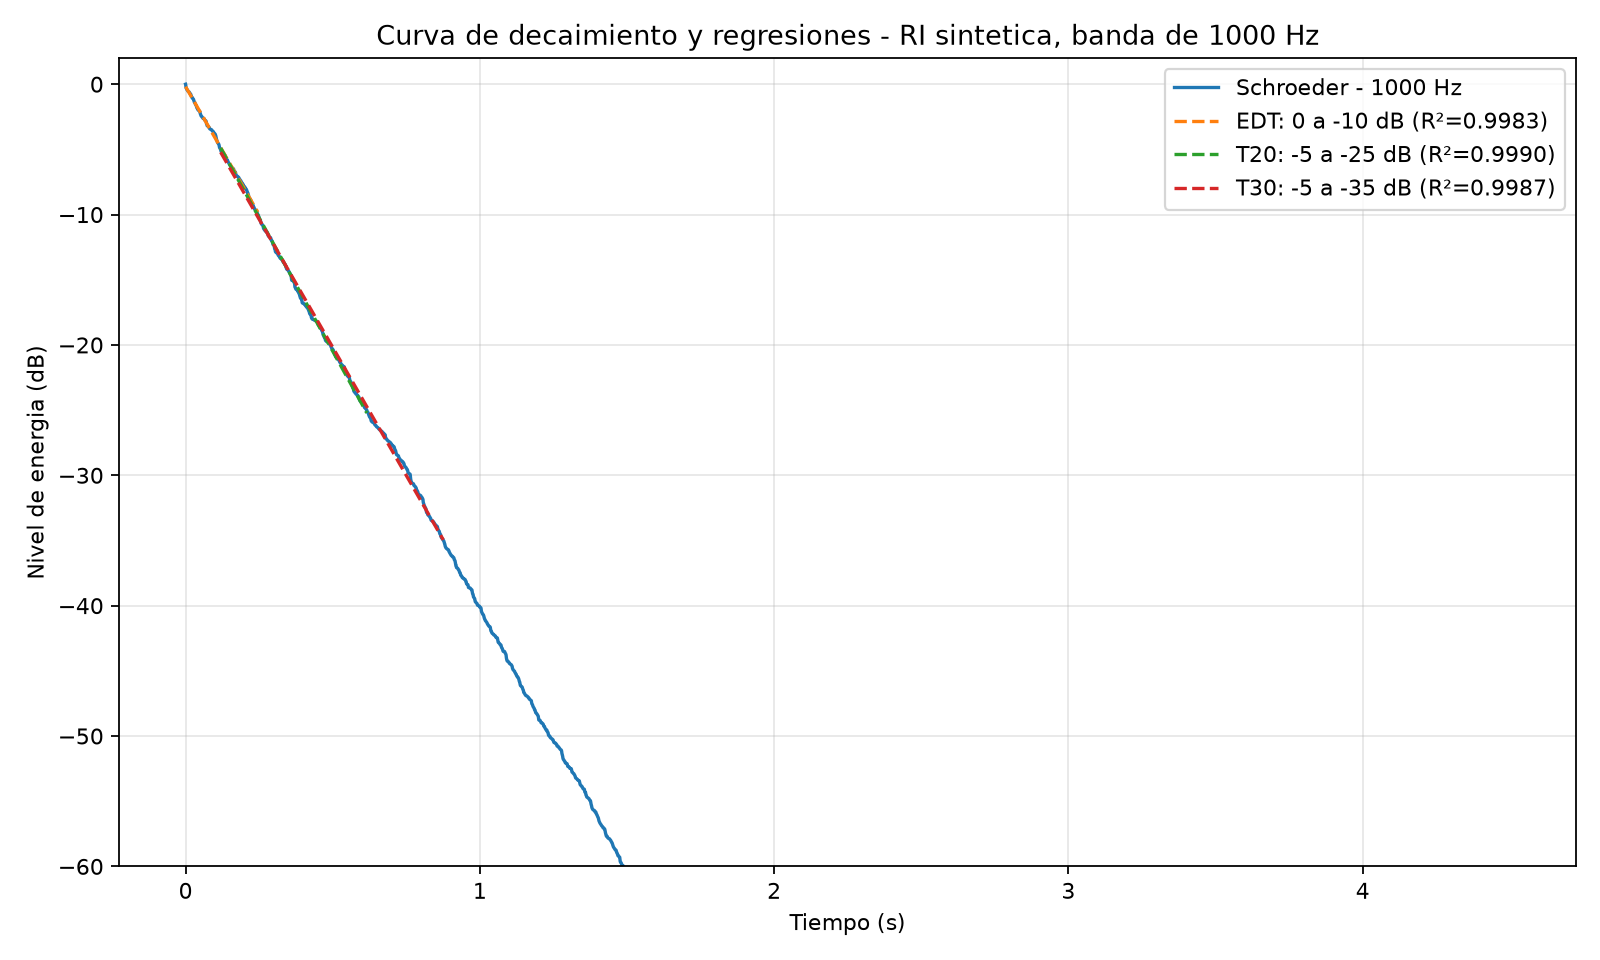 Curva de decaimiento y regresiones - RI sintetica, banda de 1000 Hz
Schroeder - 1000 Hz
EDT: 0 a -10 dB (R²=0.9983)
T20: -5 a -25 dB (R²=0.9990)
T30: -5 a -35 dB (R²=0.9987)
Nivel de energia (dB)
0
−10
−20
−30
−40
−50
−60
0 1 2 3 4
Tiempo (s)